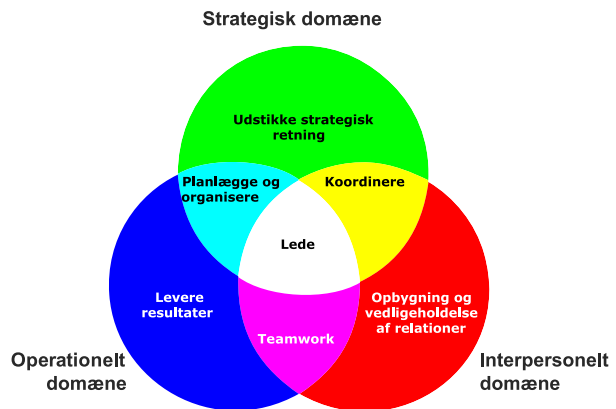 Strategisk domæne
Udstikke strategisk
retning
Planlægge og
organisere
Koordinere
Lede
Levere
resultater
Opbygning og
vedligeholdelse
af relationer
Teamwork
Operationelt
domæne
Interpersonelt
domæne